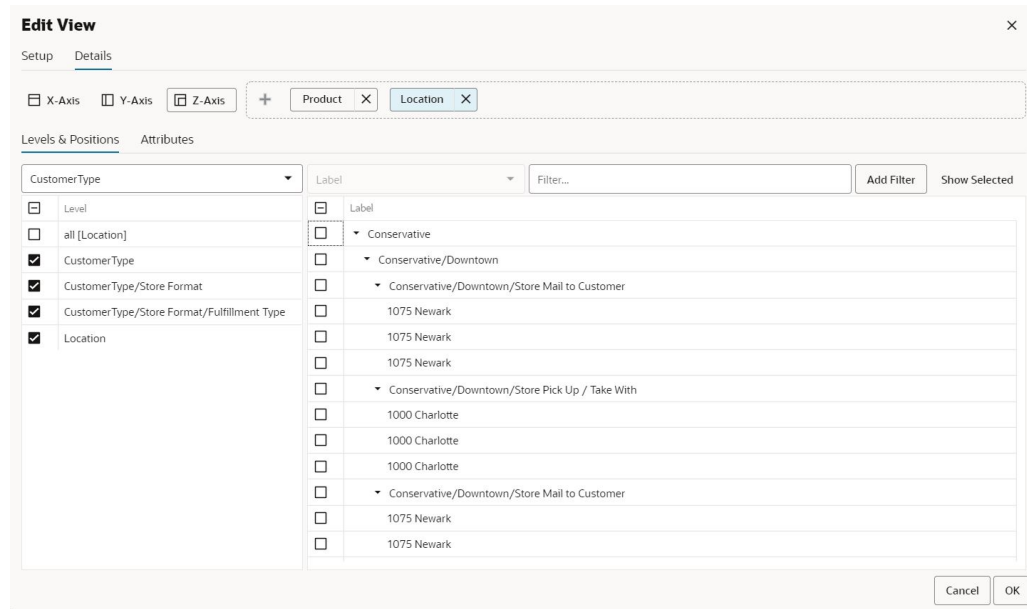 Edit View
Setup Details
X-Axis Y-Axis Z-Axis + Product Location
Levels & Positions Attributes
CustomerType Label Filter... Add Filter Show Selected
Level Label
all [Location] Conservative
CustomerType Conservative/Downtown
CustomerType/Store Format Conservative/Downtown/Store Mail to Customer
CustomerType/Store Format/Fulfillment Type 1075 Newark
Location 1075 Newark
1075 Newark
Conservative/Downtown/Store Pick Up / Take With
1000 Charlotte
1000 Charlotte
1000 Charlotte
Conservative/Downtown/Store Mail to Customer
1075 Newark
1075 Newark
Cancel OK